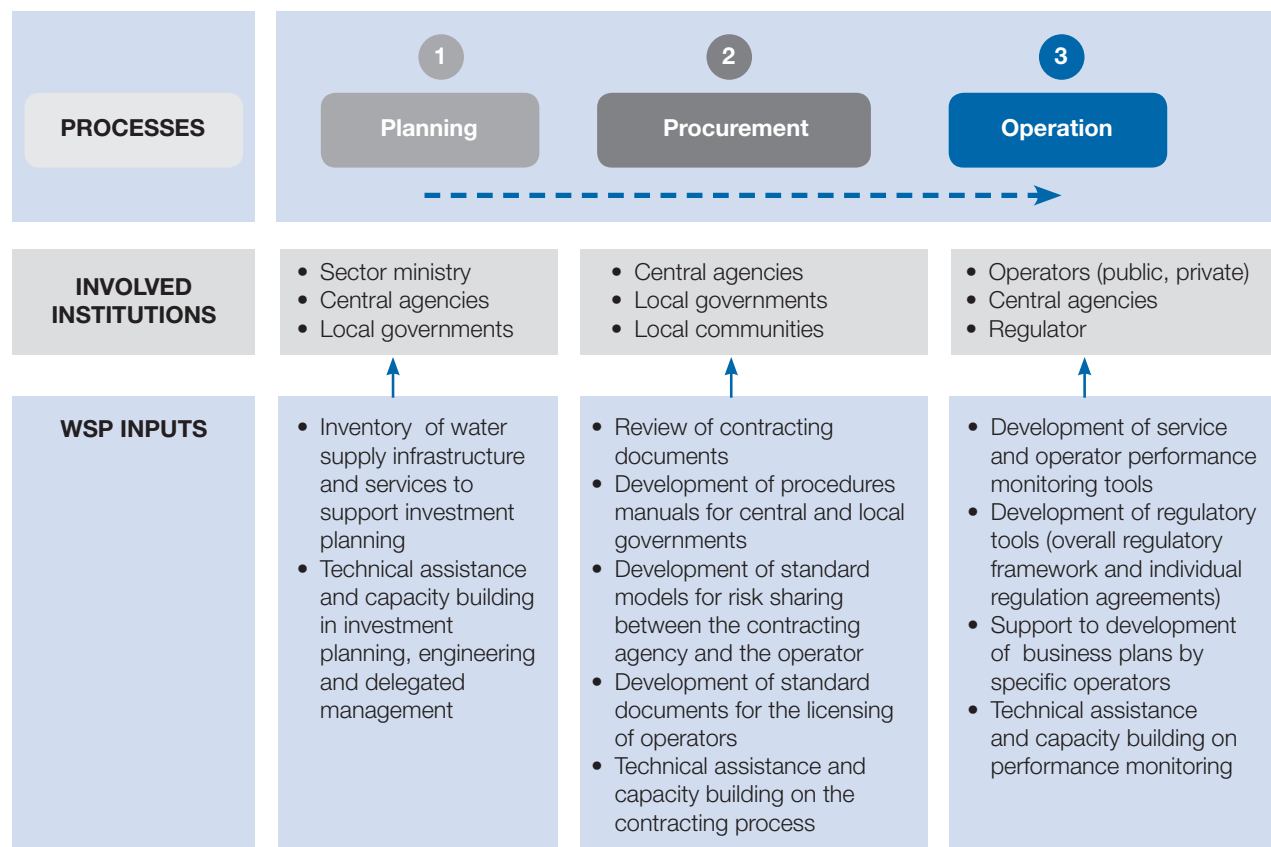 1
2
3
PROCESSES
Planning
Procurement
Operation
INVOLVED
INSTITUTIONS
• Sector ministry
• Central agencies
• Local governments
• Central agencies
• Local governments
• Local communities
• Operators (public, private)
• Central agencies
• Regulator
WSP INPUTS
• Inventory of water
supply infrastructure
and services to
support investment
planning
• Technical assistance
and capacity building
in investment
planning, engineering
and delegated
management
• Review of contracting
documents
• Development of procedures
manuals for central and local
governments
• Development of standard
models for risk sharing
between the contracting
agency and the operator
• Development of standard
documents for the licensing
of operators
• Technical assistance and
capacity building on the
contracting process
• Development of service
and operator performance
monitoring tools
• Development of regulatory
tools (overall regulatory
framework and individual
regulation agreements)
• Support to development
of business plans by
specific operators
• Technical assistance
and capacity building on
performance monitoring